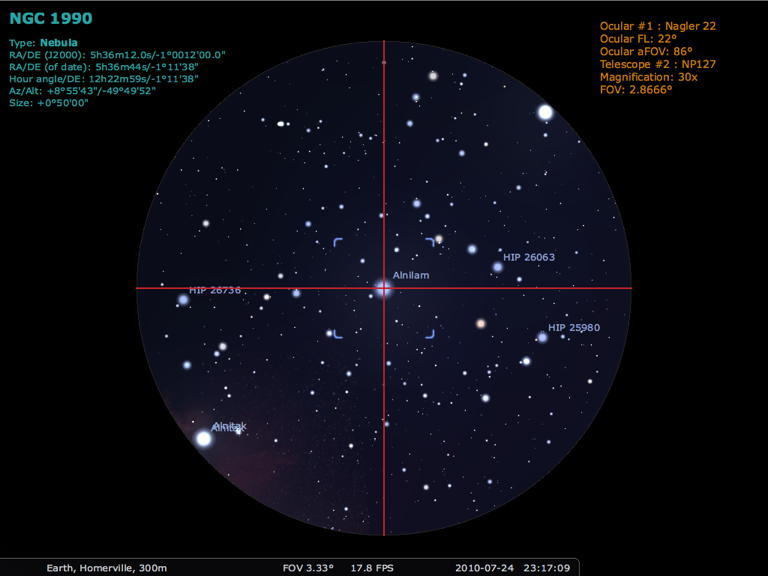 NGC 1990
Type: Nebula
RA/DE (J2000): 5h36m12.0s/-1°0012'00.0"
RA/DE (of date): 5h36m44s/-1°11'38"
Hour angle/DE: 12h22m59s/-1°11'38"
Az/Alt: +8°55'43"/-49°49'52"
Size: +0°50'00"
Ocular #1 : Nagler 22
Ocular FL: 22°
Ocular aFOV: 86°
Telescope #2 : NP127
Magnification: 30x
FOV: 2.8666°
HIP 26063
Alnilam
HIP 26736
HIP 25980
Alnitak
Earth, Homerville, 300m FOV 3.33° 17.8 FPS 2010-07-24 23:17:09